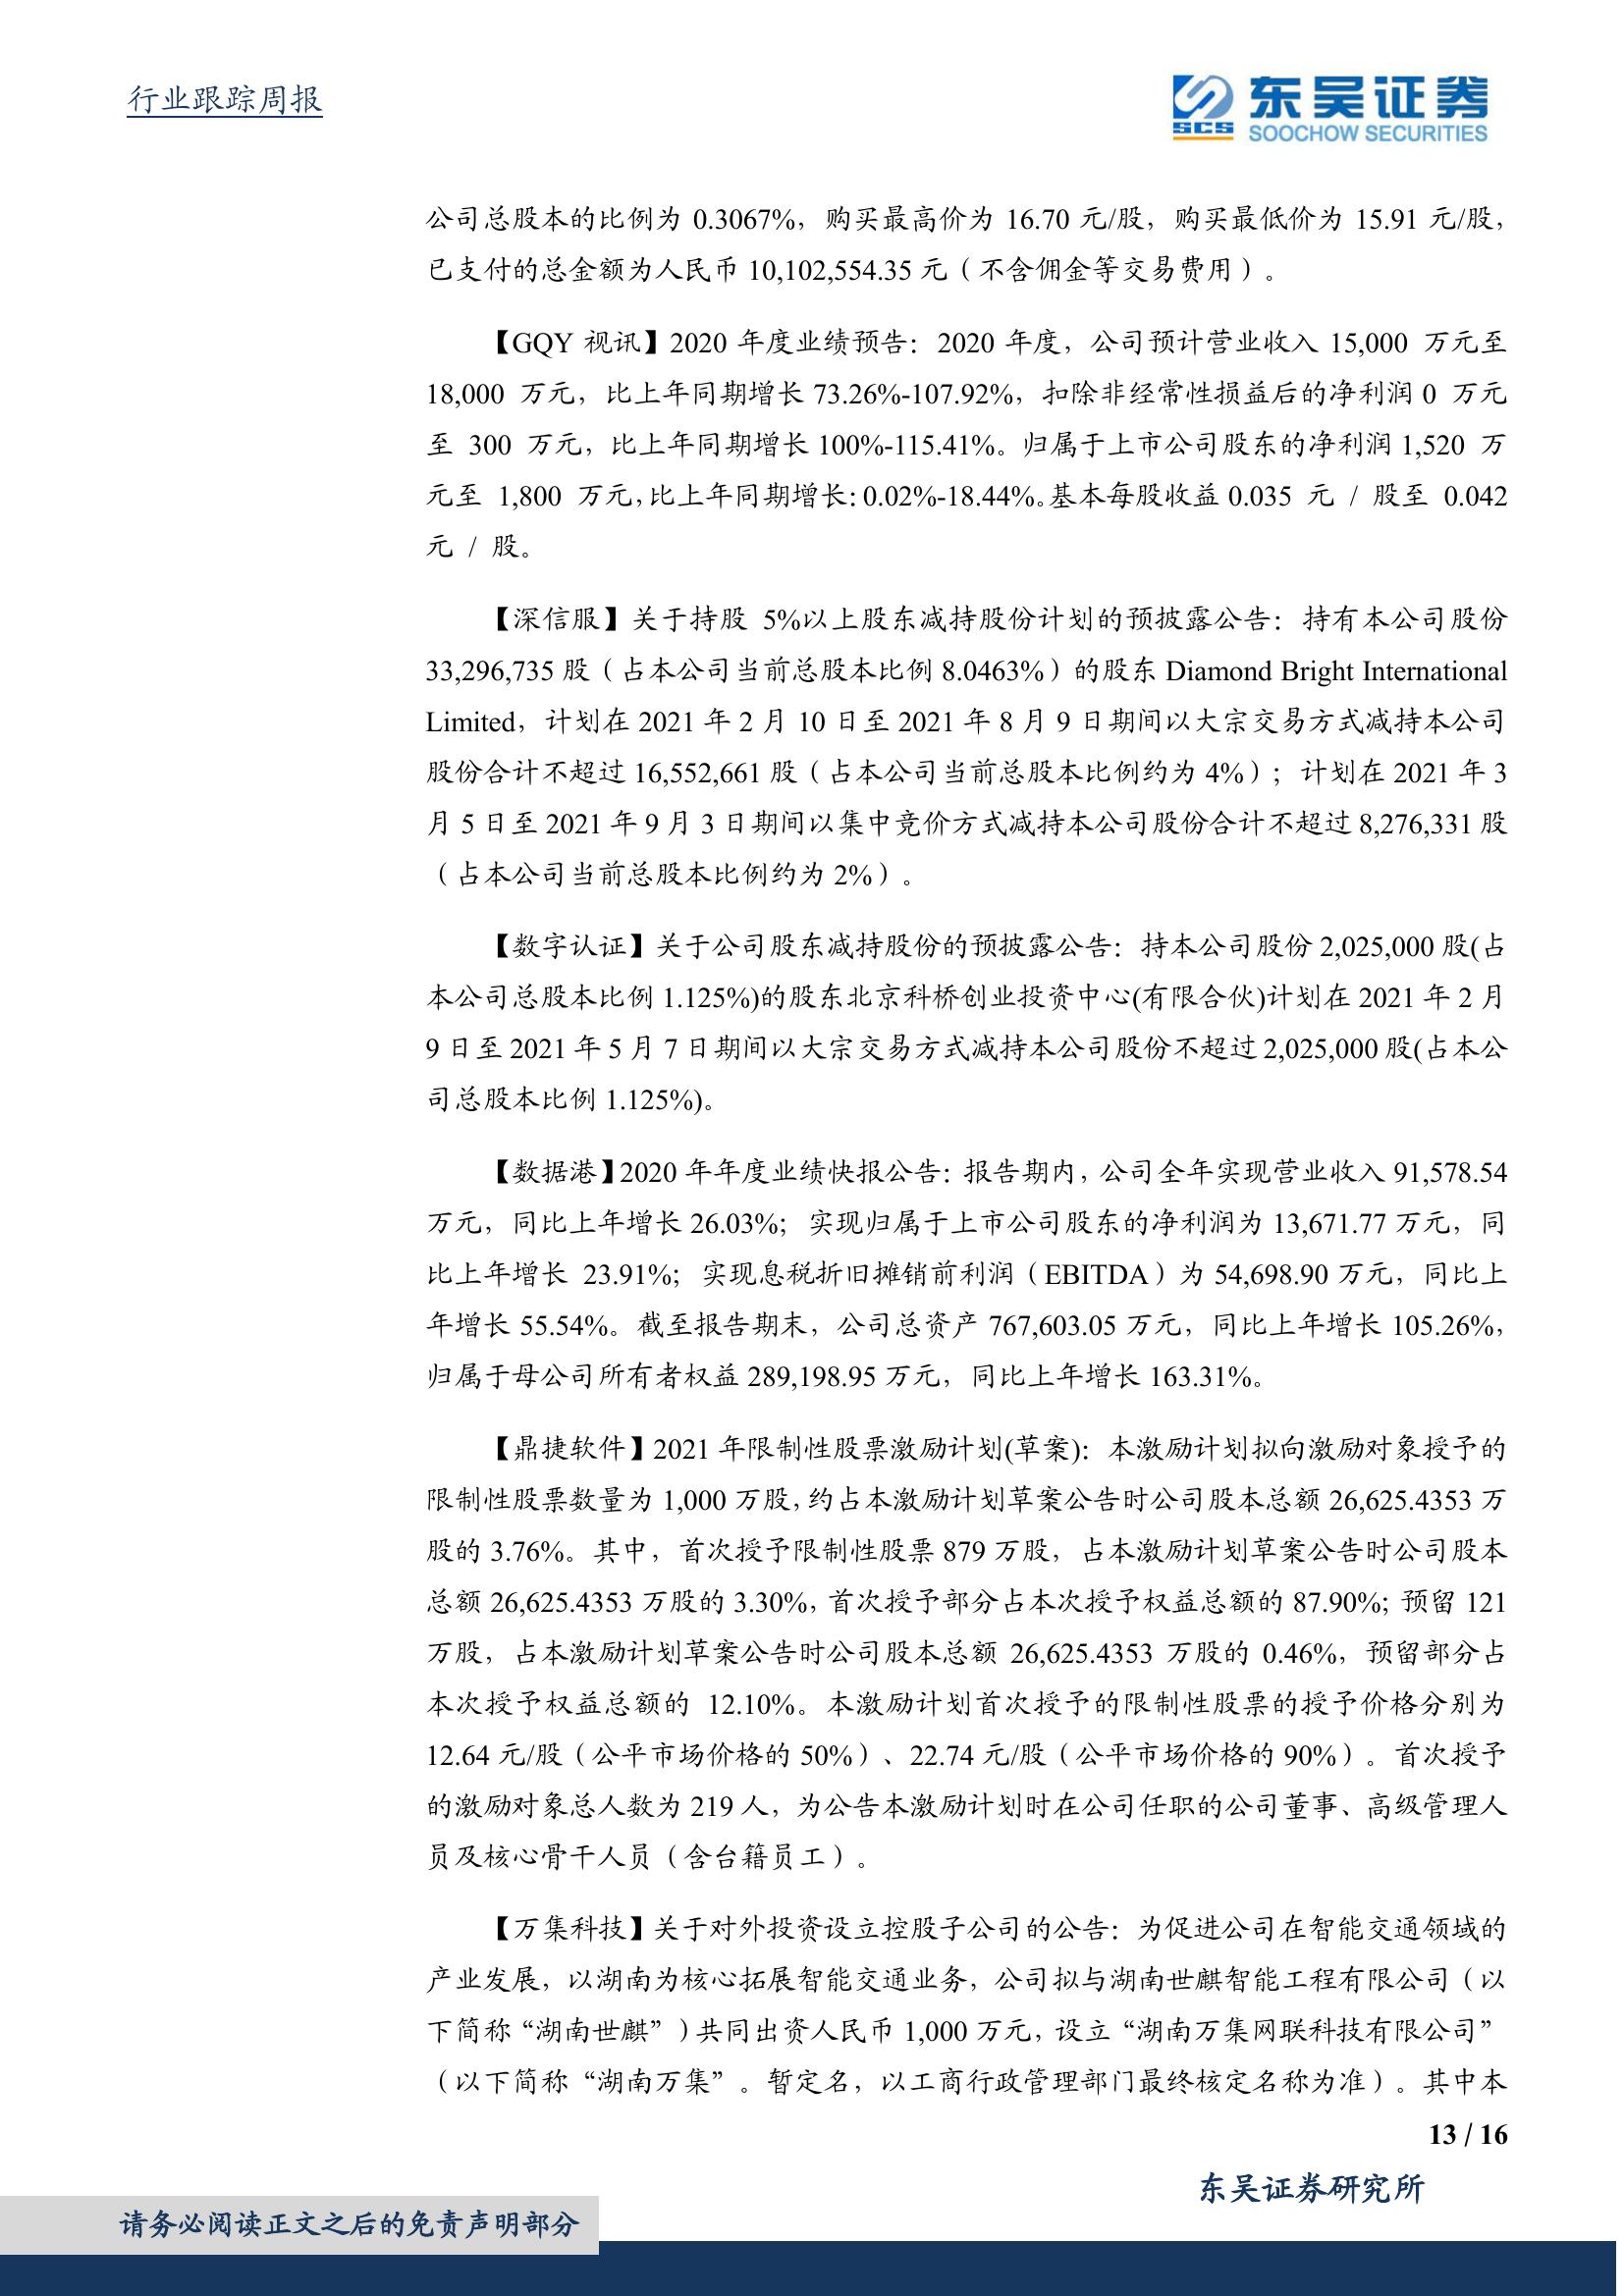 行业跟踪周报
SCS
东吴证券
SOOCHOW SECURITIES
公司总股本的比例为 0.3067%，购买最高价为 16.70 元/股，购买最低价为 15.91 元/股，
已支付的总金额为人民币 10,102,554.35 元（不含佣金等交易费用）。
【GQY 视讯】2020 年度业绩预告：2020 年度，公司预计营业收入 15,000 万元至
18,000 万元，比上年同期增长 73.26%-107.92%，扣除非经常性损益后的净利润 0 万元
至 300 万元，比上年同期增长 100%-115.41%。归属于上市公司股东的净利润 1,520 万
元至 1,800 万元，比上年同期增长：0.02%-18.44%。基本每股收益 0.035 元 / 股至 0.042
元 / 股。
【深信服】关于持股 5%以上股东减持股份计划的预披露公告：持有本公司股份
33,296,735 股（占本公司当前总股本比例 8.0463%）的股东 Diamond Bright International
Limited，计划在 2021 年 2 月 10 日至 2021 年 8 月 9 日期间以大宗交易方式减持本公司
股份合计不超过 16,552,661 股（占本公司当前总股本比例约为 4%）；计划在 2021 年 3
月 5 日至 2021 年 9 月 3 日期间以集中竞价方式减持本公司股份合计不超过 8,276,331 股
（占本公司当前总股本比例约为 2%）。
【数字认证】关于公司股东减持股份的预披露公告：持本公司股份 2,025,000 股(占
本公司总股本比例 1.125%)的股东北京科桥创业投资中心(有限合伙)计划在 2021 年 2 月
9 日至 2021 年 5 月 7 日期间以大宗交易方式减持本公司股份不超过 2,025,000 股(占本公
司总股本比例 1.125%)。
【数据港】2020 年年度业绩快报公告：报告期内，公司全年实现营业收入 91,578.54
万元，同比上年增长 26.03%；实现归属于上市公司股东的净利润为 13,671.77 万元，同
比上年增长 23.91%；实现息税折旧摊销前利润（EBITDA）为 54,698.90 万元，同比上
年增长 55.54%。截至报告期末，公司总资产 767,603.05 万元，同比上年增长 105.26%，
归属于母公司所有者权益 289,198.95 万元，同比上年增长 163.31%。
【鼎捷软件】2021 年限制性股票激励计划(草案)：本激励计划拟向激励对象授予的
限制性股票数量为 1,000 万股，约占本激励计划草案公告时公司股本总额 26,625.4353 万
股的 3.76%。其中，首次授予限制性股票 879 万股，占本激励计划草案公告时公司股本
总额 26,625.4353 万股的 3.30%，首次授予部分占本次授予权益总额的 87.90%；预留 121
万股，占本激励计划草案公告时公司股本总额 26,625.4353 万股的 0.46%，预留部分占
本次授予权益总额的 12.10%。本激励计划首次授予的限制性股票的授予价格分别为
12.64 元/股（公平市场价格的 50%）、22.74 元/股（公平市场价格的 90%）。首次授予
的激励对象总人数为 219 人，为公告本激励计划时在公司任职的公司董事、高级管理人
员及核心骨干人员（含台籍员工）。
【万集科技】关于对外投资设立控股子公司的公告：为促进公司在智能交通领域的
产业发展，以湖南为核心拓展智能交通业务，公司拟与湖南世麒智能工程有限公司（以
下简称“湖南世麒”）共同出资人民币 1,000 万元，设立“湖南万集网联科技有限公司”
（以下简称“湖南万集”。暂定名，以工商行政管理部门最终核定名称为准）。其中本
13 / 16
东吴证券研究所
请务必阅读正文之后的免责声明部分